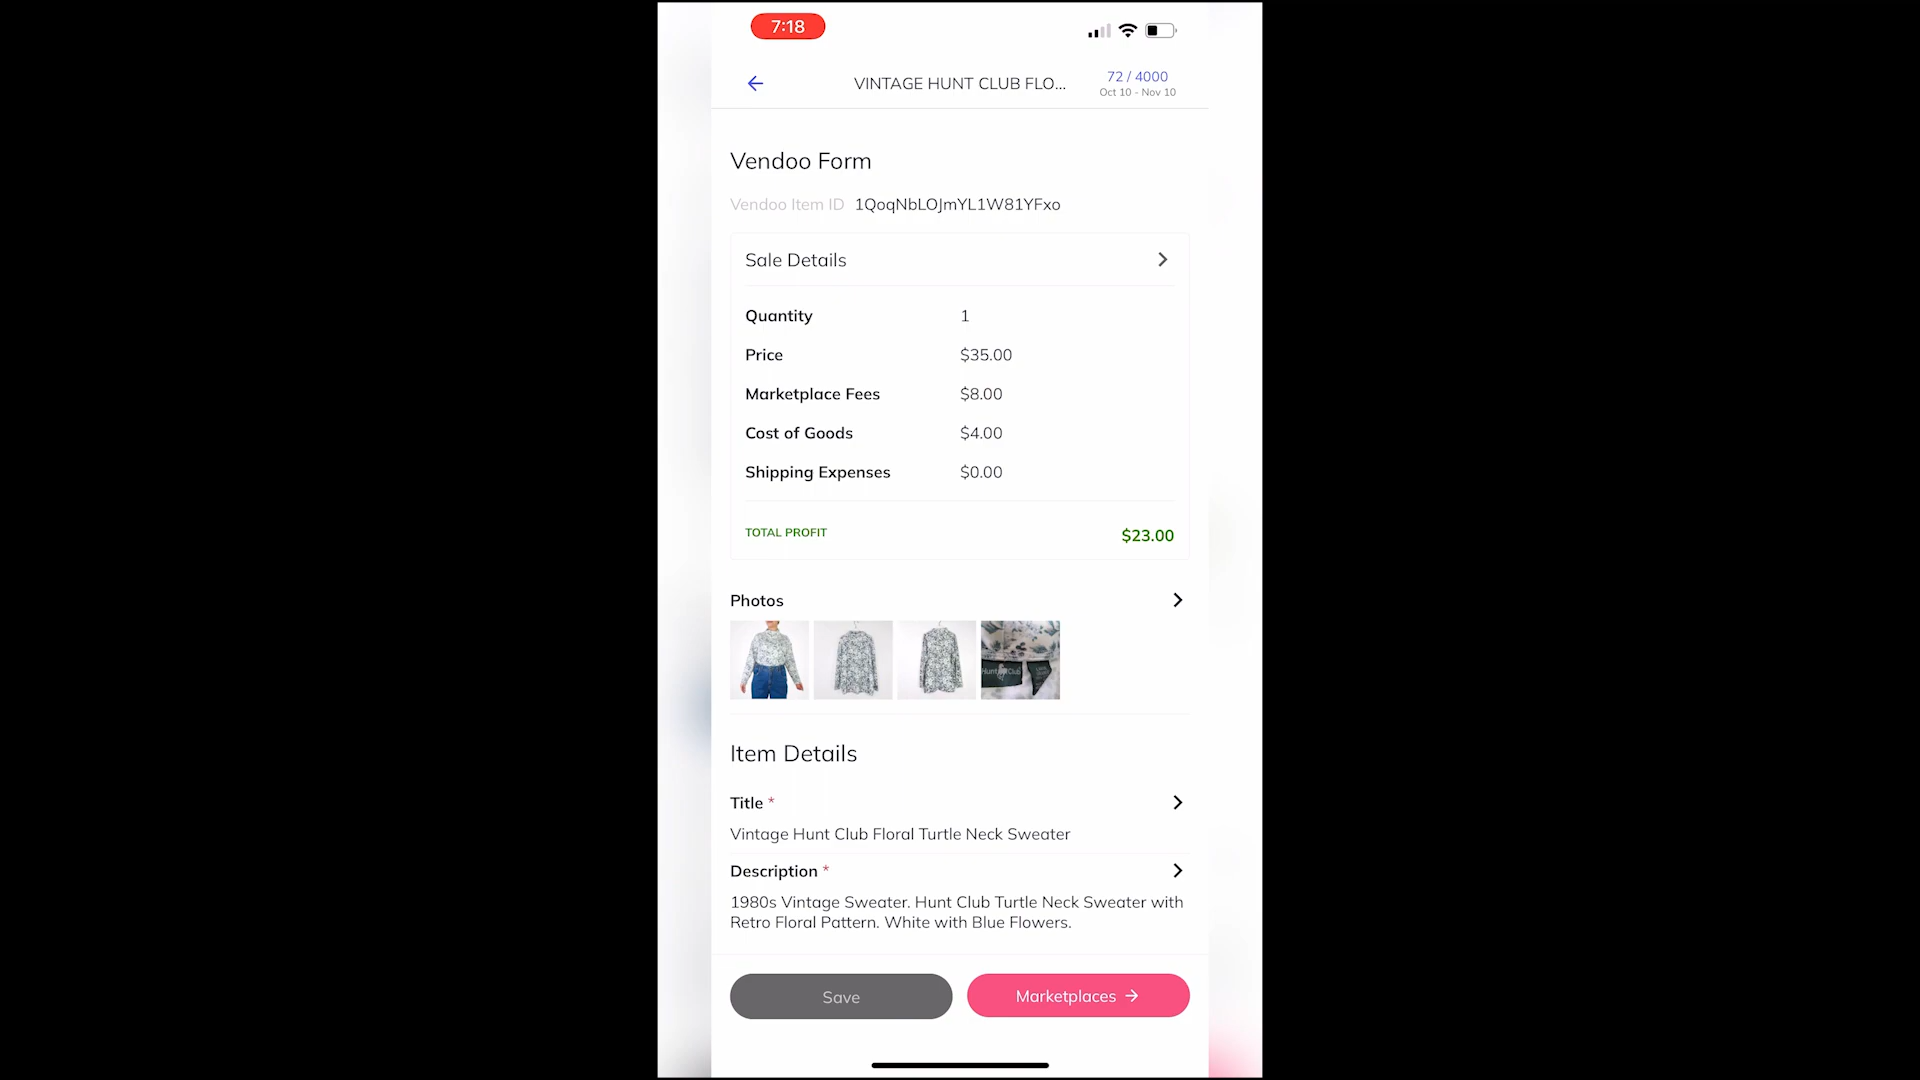 7:18
VINTAGE HUNT CLUB FLO...
72 / 4000
Oct 10 - Nov 10
Vendoo Form
Vendoo Item ID 1QoqNbLOJmYL1W81YFxo
Sale Details
Quantity 1
Price $35.00
Marketplace Fees $8.00
Cost of Goods $4.00
Shipping Expenses $0.00
TOTAL PROFIT $23.00
Photos
Hunt Club
Item Details
Title *
Vintage Hunt Club Floral Turtle Neck Sweater
Description *
1980s Vintage Sweater. Hunt Club Turtle Neck Sweater with
Retro Floral Pattern. White with Blue Flowers.
Save
Marketplaces →